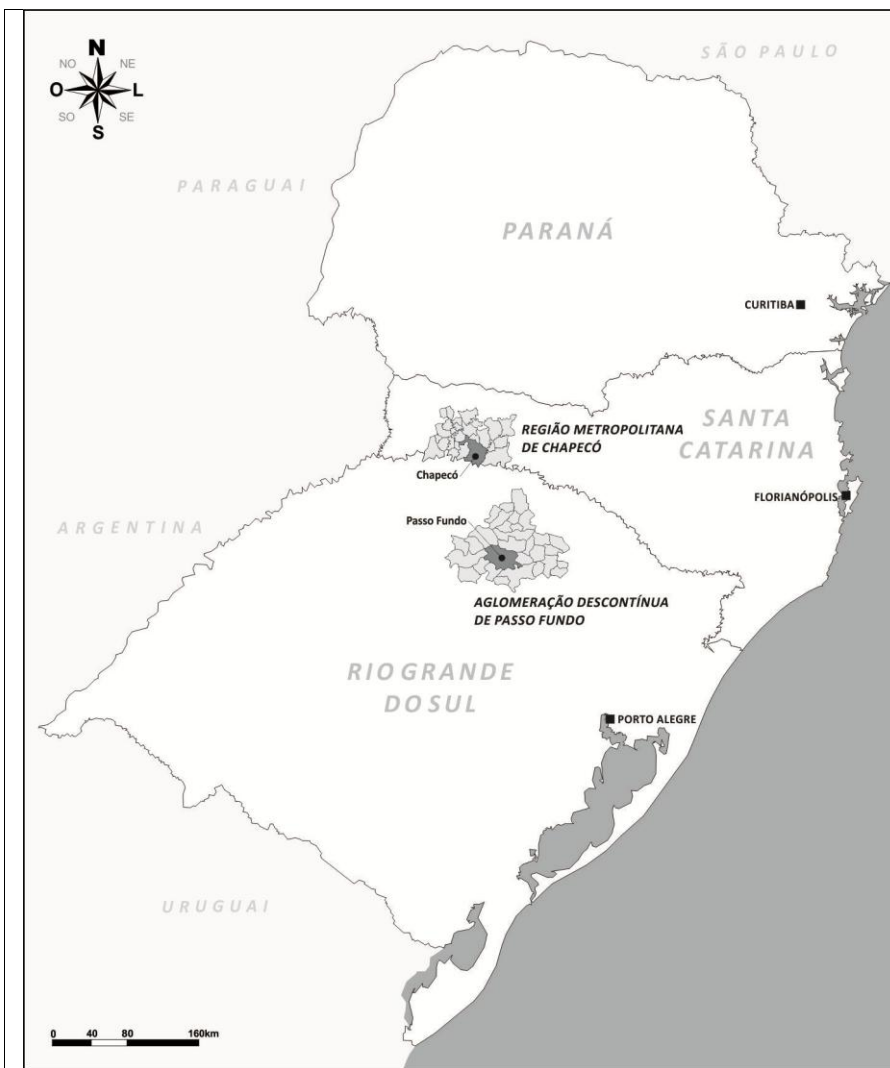 N
NO NE
O L
SO SE
S
SÃO PAULO
PARAGUAI
PARANÁ
CURITIBA
REGIÃO METROPOLITANA
DE CHAPECÓ
SANTA
CATARINA
Chapecó
FLORIANÓPOLIS
ARGENTINA
Passo Fundo
AGLOMERAÇÃO DESCONTÍNUA
DE PASSO FUNDO
RIO GRANDE
DO SUL
PORTO ALEGRE
URUGUAI
0 40 80 160km